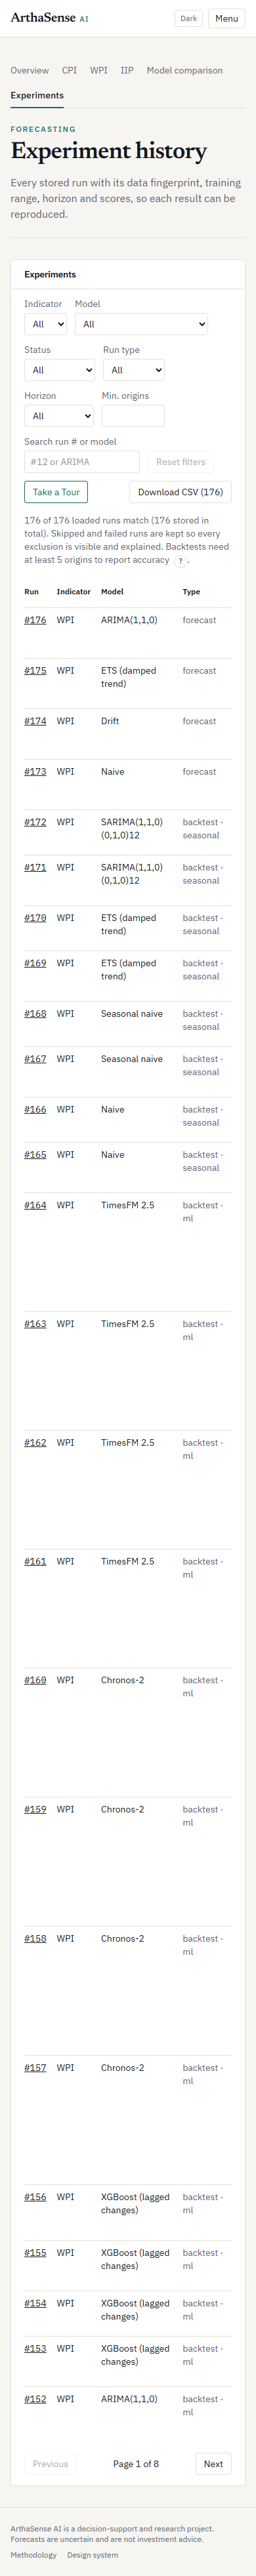 ArthaSense AI
Dark
Menu
Overview CPI WPI IIP Model comparison
Experiments
FORECASTING
Experiment history
Every stored run with its data fingerprint, training
range, horizon and scores, so each result can be
reproduced.
Experiments
Indicator Model
All All
Status Run type
All All
Horizon Min. origins
All
Search run # or model
#12 or ARIMA Reset filters
Take a Tour Download CSV (176)
176 of 176 loaded runs match (176 stored in
total). Skipped and failed runs are kept so every
exclusion is visible and explained. Backtests need
at least 5 origins to report accuracy ?.
Run Indicator Model Type
#176 WPI ARIMA(1,1,0) forecast
#175 WPI ETS (damped forecast
trend)
#174 WPI Drift forecast
#173 WPI Naive forecast
#172 WPI SARIMA(1,1,0) backtest ·
(0,1,0)12 seasonal
#171 WPI SARIMA(1,1,0) backtest ·
(0,1,0)12 seasonal
#170 WPI ETS (damped backtest ·
trend) seasonal
#169 WPI ETS (damped backtest ·
trend) seasonal
#168 WPI Seasonal naive backtest ·
seasonal
#167 WPI Seasonal naive backtest ·
seasonal
#166 WPI Naive backtest ·
seasonal
#165 WPI Naive backtest ·
seasonal
#164 WPI TimesFM 2.5 backtest ·
ml
#163 WPI TimesFM 2.5 backtest ·
ml
#162 WPI TimesFM 2.5 backtest ·
ml
#161 WPI TimesFM 2.5 backtest ·
ml
#160 WPI Chronos-2 backtest ·
ml
#159 WPI Chronos-2 backtest ·
ml
#158 WPI Chronos-2 backtest ·
ml
#157 WPI Chronos-2 backtest ·
ml
#156 WPI XGBoost (lagged backtest ·
changes) ml
#155 WPI XGBoost (lagged backtest ·
changes) ml
#154 WPI XGBoost (lagged backtest ·
changes) ml
#153 WPI XGBoost (lagged backtest ·
changes) ml
#152 WPI ARIMA(1,1,0) backtest ·
ml
Previous Page 1 of 8 Next
ArthaSense AI is a decision-support and research project.
Forecasts are uncertain and are not investment advice.
Methodology Design system